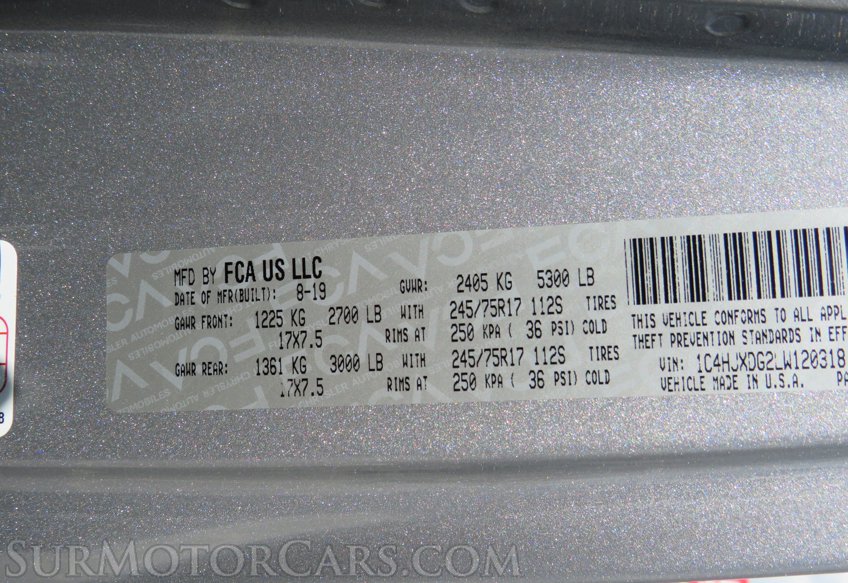 MFD BY FCA US LLC
DATE OF MFR(BUILT): 8-19 GVWR: 2405 KG 5300 LB
GAWR FRONT: 1225 KG 2700 LB WITH 245/75R17 112S TIRES
17X7.5 RIMS AT 250 KPA ( 36 PSI) COLD
GAWR REAR: 1361 KG 3000 LB WITH 245/75R17 112S TIRES
17X7.5 RIMS AT 250 KPA ( 36 PSI) COLD
THIS VEHICLE CONFORMS TO ALL APPL
THEFT PREVENTION STANDARDS IN EFF
VIN: 1C4HJXDG2LW120318
VEHICLE MADE IN U.S.A. PA
8
SURMOTORCARS.COM